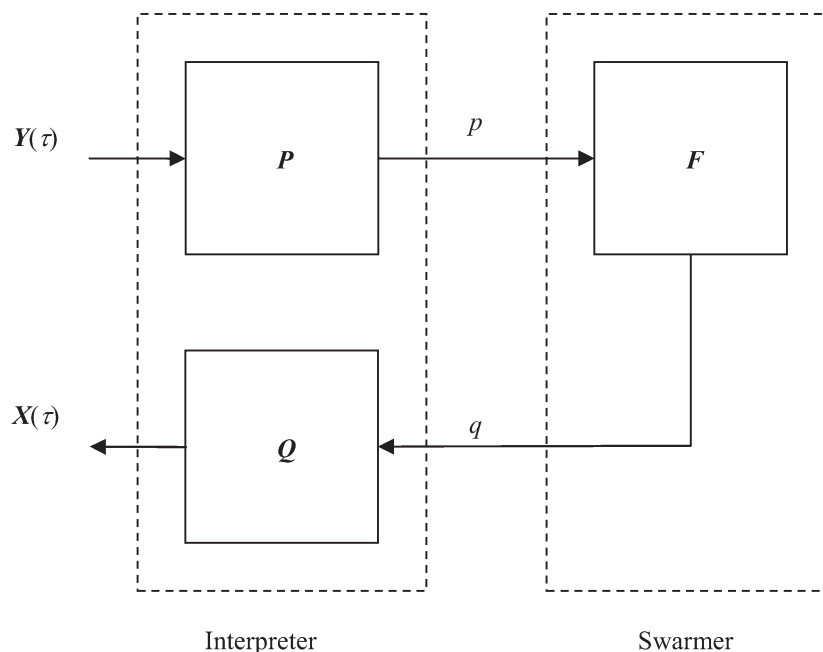 Y(τ)
P
p
F
X(τ)
Q
q
Interpreter
Swarmer